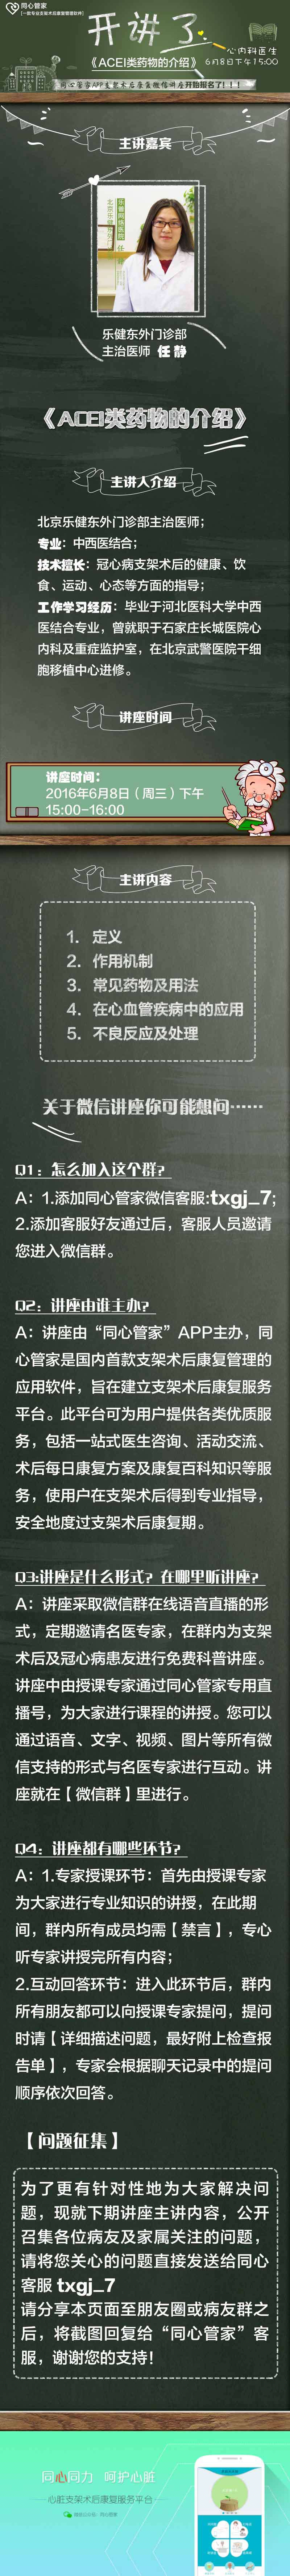 同心管家
(一款专业支架术后康复管理软件)
开讲了
《ACEI类药物的介绍》
心内科医生
6月8日下午15:00
同心管家APP支架术后康复微信讲座开始报名了！！！
主讲嘉宾
乐健东外门诊部
主治医师 任静
《ACEI类药物的介绍》
主讲人介绍
北京乐健东外门诊部主治医师；
专业：中西医结合；
技术擅长：冠心病支架术后的健康、饮
食、运动、心态等方面的指导；
工作学习经历：毕业于河北医科大学中西
医结合专业，曾就职于石家庄长城医院心
内科及重症监护室，在北京武警医院干细
胞移植中心进修。
讲座时间
讲座时间：
2016年6月8日（周三）下午
15:00-16:00
主讲内容
1. 定义
2. 作用机制
3. 常见药物及用法
4. 在心血管疾病中的应用
5. 不良反应及处理
关于微信讲座你可能想问……
Q1：怎么加入这个群？
A：1.添加同心管家微信客服:txgj_7；
2.添加客服好友通过后，客服人员邀请
您进入微信群。
Q2：讲座由谁主办？
A：讲座由“同心管家”APP主办，同
心管家是国内首款支架术后康复管理的
应用软件，旨在建立支架术后康复服务
平台。此平台可为用户提供各类优质服
务，包括一站式医生咨询、活动交流、
术后每日康复方案及康复百科知识等服
务，使用户在支架术后得到专业指导，
安全地度过支架术后康复期。
Q3:讲座是什么形式？在哪里听讲座？
A：讲座采取微信群在线语音直播的形
式，定期邀请名医专家，在群内为支架
术后及冠心病患友进行免费科普讲座。
讲座中由授课专家通过同心管家专用直
播号，为大家进行课程的讲授。您可以
通过语音、文字、视频、图片等所有微
信支持的形式与名医专家进行互动。讲
座就在【微信群】里进行。
Q4：讲座都有哪些环节？
A：1.专家授课环节：首先由授课专家
为大家进行专业知识的讲授，在此期
间，群内所有成员均需【禁言】，专心
听专家讲授完所有内容；
2.互动回答环节：进入此环节后，群内
所有朋友都可以向授课专家提问，提问
时请【详细描述问题，最好附上检查报
告单】，专家会根据聊天记录中的提问
顺序依次回答。
【问题征集】
为了更有针对性地为大家解决问
题，现就下期讲座主讲内容，公开
召集各位病友及家属关注的问题，
请将您关心的问题直接发送给同心
客服 txgj_7
请分享本页面至朋友圈或病友群之
后，将截图回复给“同心管家”客
服，谢谢您的支持！
同心同力 呵护心脏
心脏支架术后康复服务平台
微信公众号：同心管家